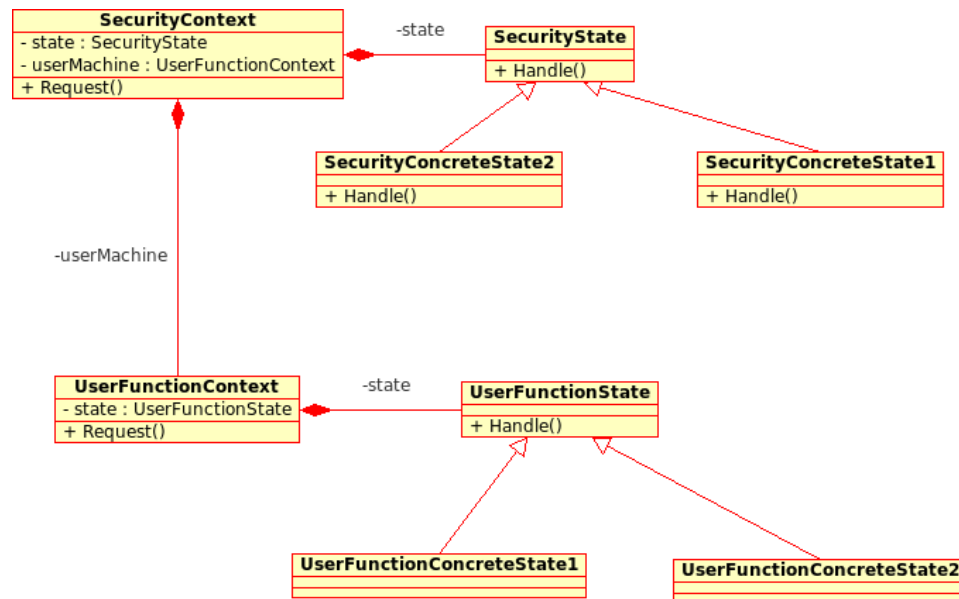 SecurityContext
- state : SecurityState
- userMachine : UserFunctionContext
+ Request()
-state
SecurityState
+ Handle()
SecurityConcreteState2
+ Handle()
SecurityConcreteState1
+ Handle()
-userMachine
UserFunctionContext
- state : UserFunctionState
+ Request()
-state
UserFunctionState
+ Handle()
UserFunctionConcreteState1
UserFunctionConcreteState2